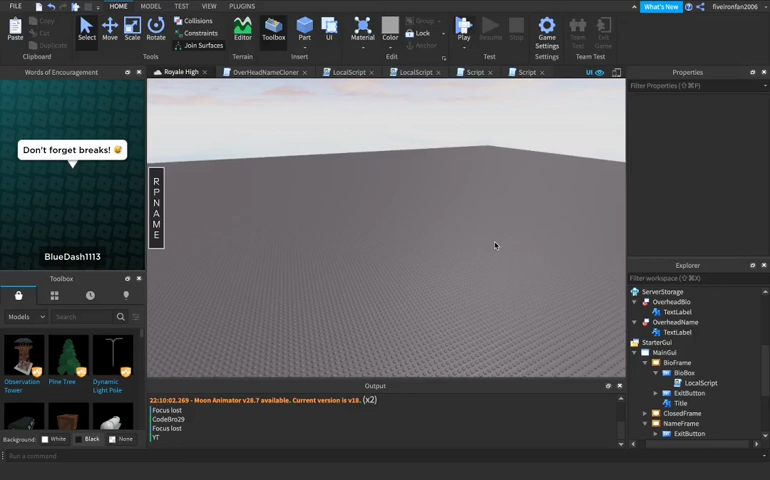 FILE HOME MODEL TEST VIEW PLUGINS
What's New fiveironfan2006
Paste Copy Cut Duplicate
Clipboard
Select Move Scale Rotate
Collisions
Constraints
Join Surfaces
Tools
Editor
Terrain
Toolbox
Part
UI
Insert
Material
Color
Group
Lock
Anchor
Edit
Play
Resume
Stop
Test
Game Settings
Settings
Team Test
Exit Game
Team Test
Words of Encouragement
Royale High OverHeadNameCloner LocalScript LocalScript Script Script UI
Properties
Filter Properties (⇧⌘P)
Don't forget breaks! 😅
BlueDash1113
RPNAME
Toolbox
Models Search
Observation Tower
Pine Tree
Dynamic Light Pole
Background: White Black None
Output
22:10:02.269 - Moon Animator v28.7 available. Current version is v18. (x2)
Focus lost
CodeBro29
Focus lost
YT
Explorer
Filter workspace (⇧⌘X)
ServerStorage
OverheadBio
TextLabel
OverheadName
TextLabel
StarterGui
MainGui
BioFrame
BioBox
LocalScript
ExitButton
Title
ClosedFrame
NameFrame
ExitButton
Run a command